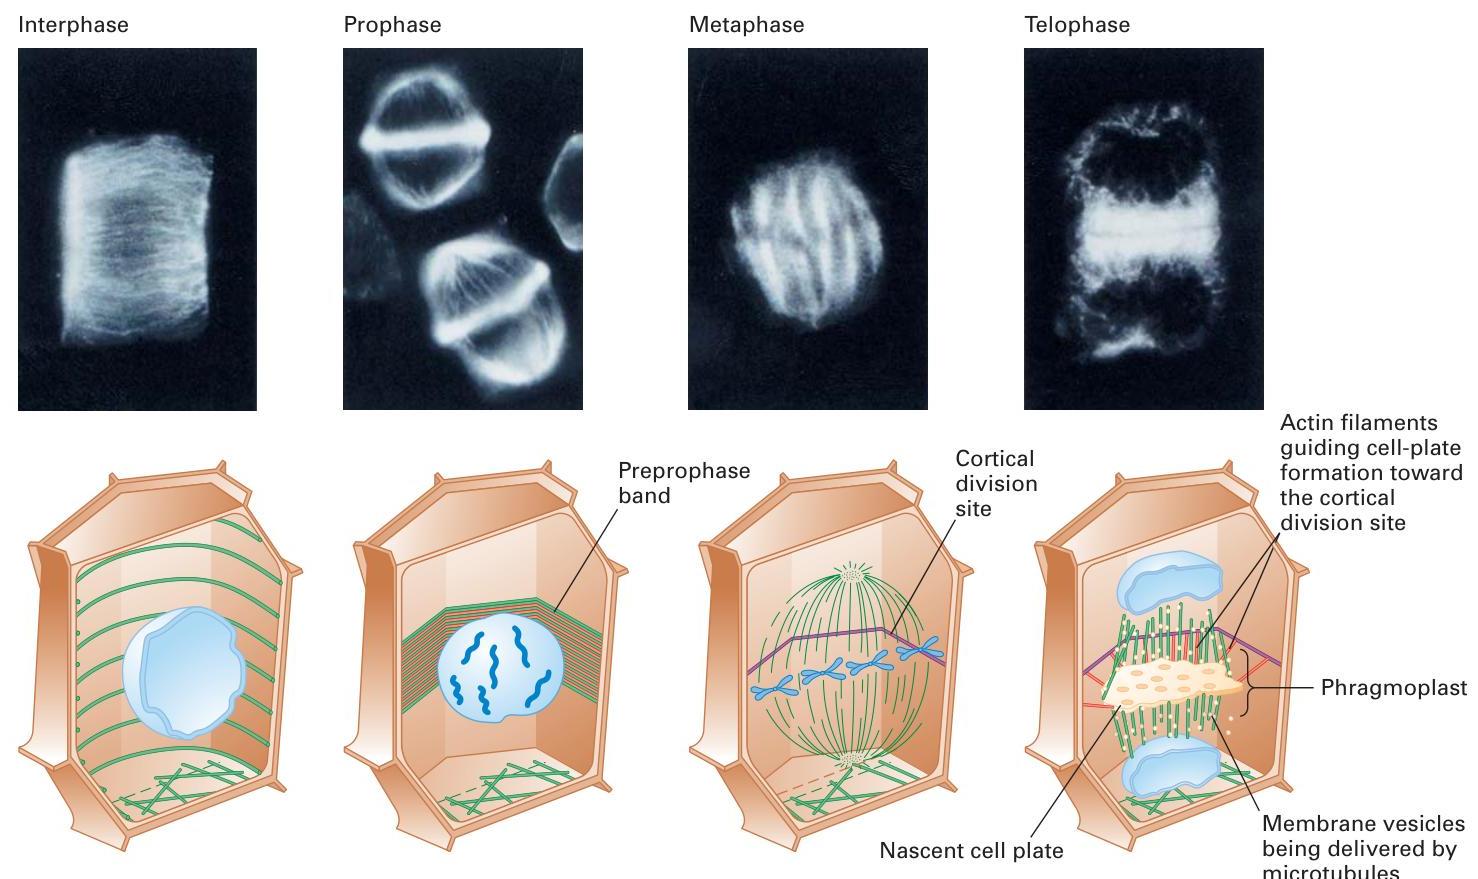 Interphase
Prophase
Metaphase
Telophase
Preprophase
band
Cortical
division
site
Actin filaments
guiding cell-plate
formation toward
the cortical
division site
Phragmoplast
Nascent cell plate
Membrane vesicles
being delivered by
microtubules